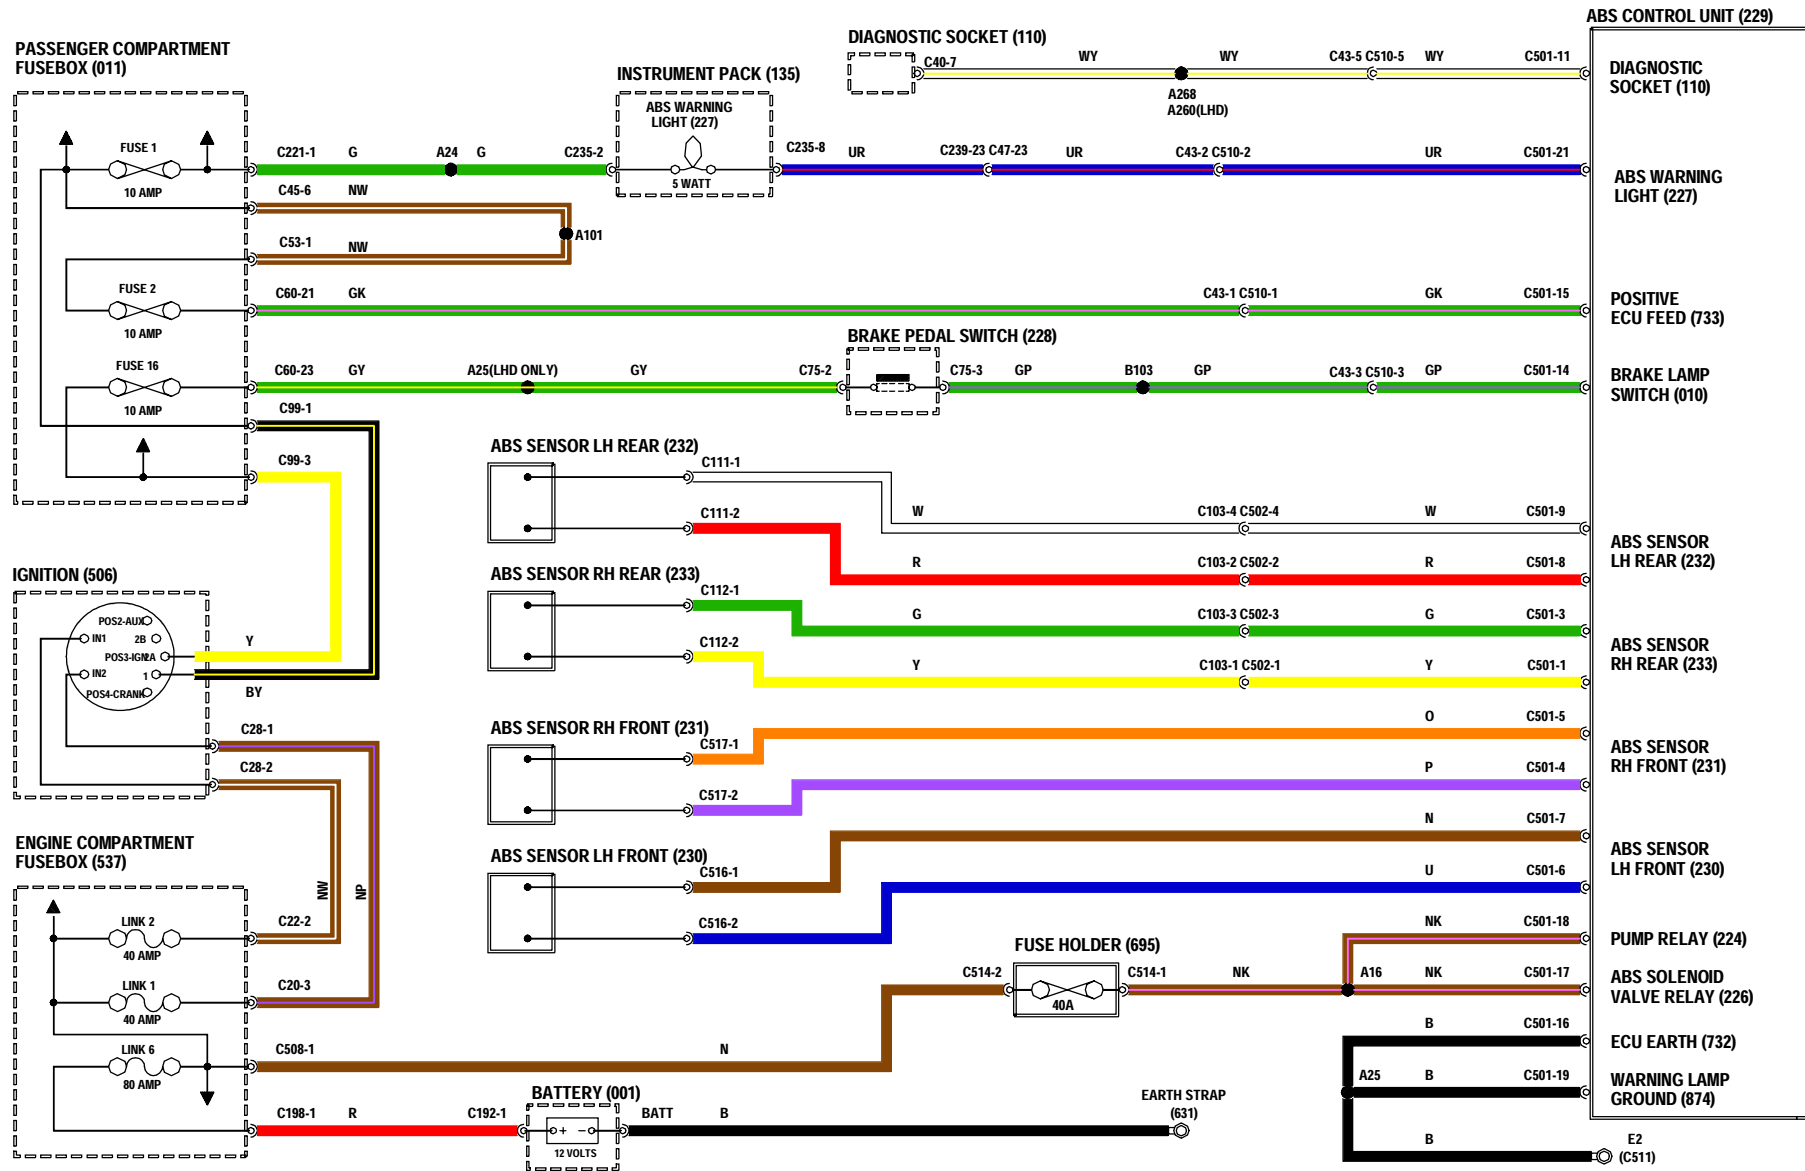 ABS CONTROL UNIT (229)
PASSENGER COMPARTMENT
FUSEBOX (011)
DIAGNOSTIC SOCKET (110)
C40-7
WY
WY
C43-5 C510-5
WY
C501-11
DIAGNOSTIC
SOCKET (110)
A268
A260(LHD)
INSTRUMENT PACK (135)
ABS WARNING
LIGHT (227)
5 WATT
FUSE 1
10 AMP
C221-1
G
A24
G
C235-2
C235-8
UR
C239-23 C47-23
UR
C43-2 C510-2
UR
C501-21
ABS WARNING
LIGHT (227)
C45-6
NW
A101
C53-1
NW
FUSE 2
10 AMP
C60-21
GK
C43-1 C510-1
GK
C501-15
POSITIVE
ECU FEED (733)
BRAKE PEDAL SWITCH (228)
FUSE 16
10 AMP
C60-23
GY
A25(LHD ONLY)
GY
C75-2
C75-3
GP
B103
GP
C43-3 C510-3
GP
C501-14
BRAKE LAMP
SWITCH (010)
C99-1
C99-3
ABS SENSOR LH REAR (232)
C111-1
C111-2
W
C103-4 C502-4
W
C501-9
R
C103-2 C502-2
R
C501-8
ABS SENSOR
LH REAR (232)
IGNITION (506)
POS2-AUX
IN1
2B
POS3-IGN
2A
IN2
1
POS4-CRANK
Y
BY
C28-1
C28-2
ABS SENSOR RH REAR (233)
C112-1
C112-2
G
C103-3 C502-3
G
C501-3
Y
C103-1 C502-1
Y
C501-1
ABS SENSOR
RH REAR (233)
ABS SENSOR RH FRONT (231)
C517-1
C517-2
O
C501-5
P
C501-4
ABS SENSOR
RH FRONT (231)
ABS SENSOR LH FRONT (230)
C516-1
C516-2
N
C501-7
U
C501-6
ABS SENSOR
LH FRONT (230)
ENGINE COMPARTMENT
FUSEBOX (537)
NW
NP
LINK 2
40 AMP
C22-2
LINK 1
40 AMP
C20-3
LINK 6
80 AMP
C508-1
N
FUSE HOLDER (695)
C514-2
40A
C514-1
NK
A16
NK
C501-18
PUMP RELAY (224)
NK
C501-17
ABS SOLENOID
VALVE RELAY (226)
B
C501-16
ECU EARTH (732)
A25
B
C501-19
WARNING LAMP
GROUND (874)
C198-1
R
C192-1
BATTERY (001)
+ −
12 VOLTS
BATT
B
EARTH STRAP
(631)
B
E2
(C511)